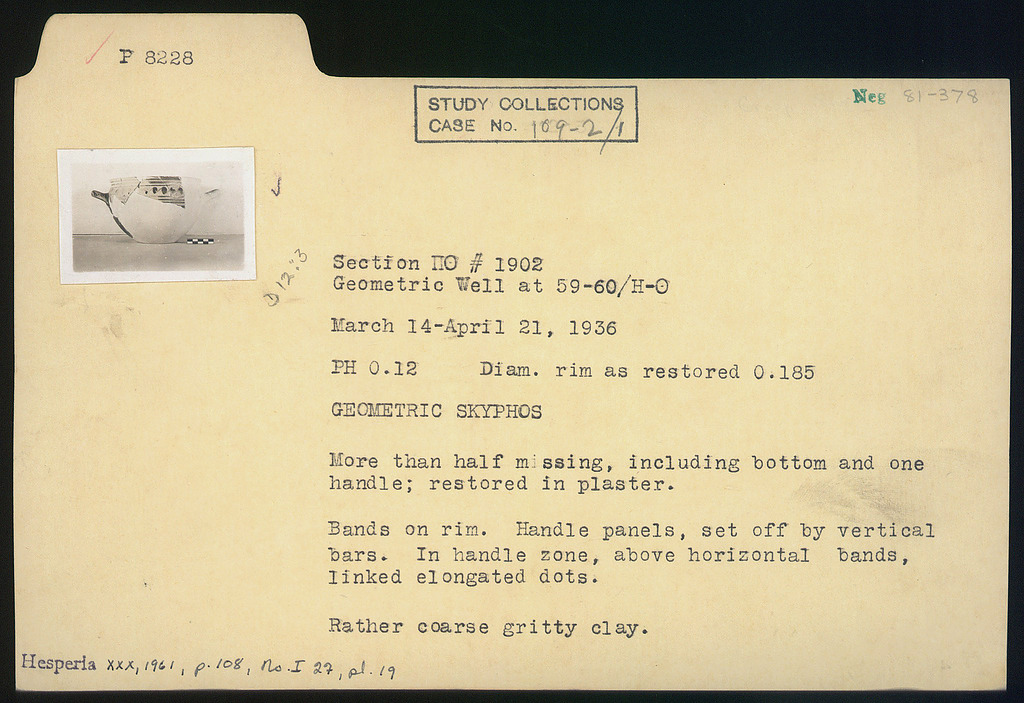 P 8228
Neg 81-378
STUDY COLLECTIONS
CASE No. 109-2/1
D 12:3
Section ΠΘ # 1902
Geometric Well at 59-60/Η-Θ
March 14-April 21, 1936
PH 0.12 Diam. rim as restored 0.185
GEOMETRIC SKYPHOS
More than half missing, including bottom and one
handle; restored in plaster.
Bands on rim. Handle panels, set off by vertical
bars. In handle zone, above horizontal bands,
linked elongated dots.
Rather coarse gritty clay.
Hesperia XXX, 1961, p. 108, No. I 27, pl. 19